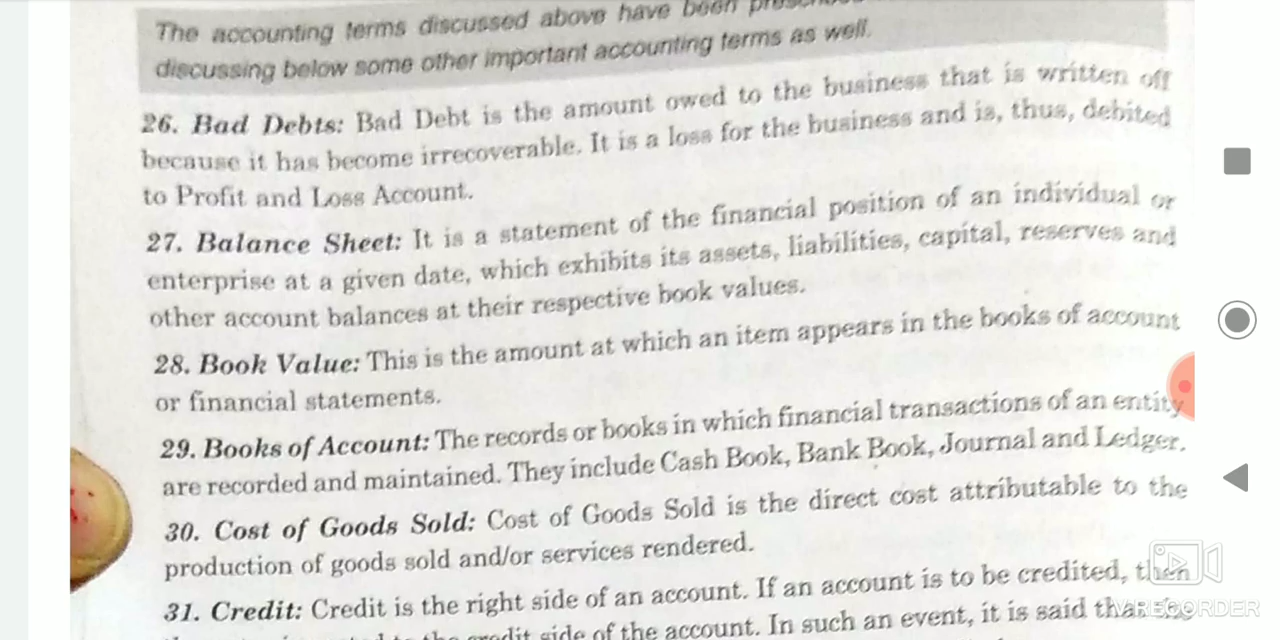 The accounting terms discussed above have been
discussing below some other important accounting terms as well.
26. Bad Debts: Bad Debt is the amount owed to the business that is written off
because it has become irrecoverable. It is a loss for the business and is, thus, debited
to Profit and Loss Account.
27. Balance Sheet: It is a statement of the financial position of an individual or
enterprise at a given date, which exhibits its assets, liabilities, capital, reserves and
other account balances at their respective book values.
28. Book Value: This is the amount at which an item appears in the books of account
or financial statements.
29. Books of Account: The records or books in which financial transactions of an entity
are recorded and maintained. They include Cash Book, Bank Book, Journal and Ledger.
30. Cost of Goods Sold: Cost of Goods Sold is the direct cost attributable to the
production of goods sold and/or services rendered.
31. Credit: Credit is the right side of an account. If an account is to be credited, then
credit side of the account. In such an event, it is said that the
V RECORDER